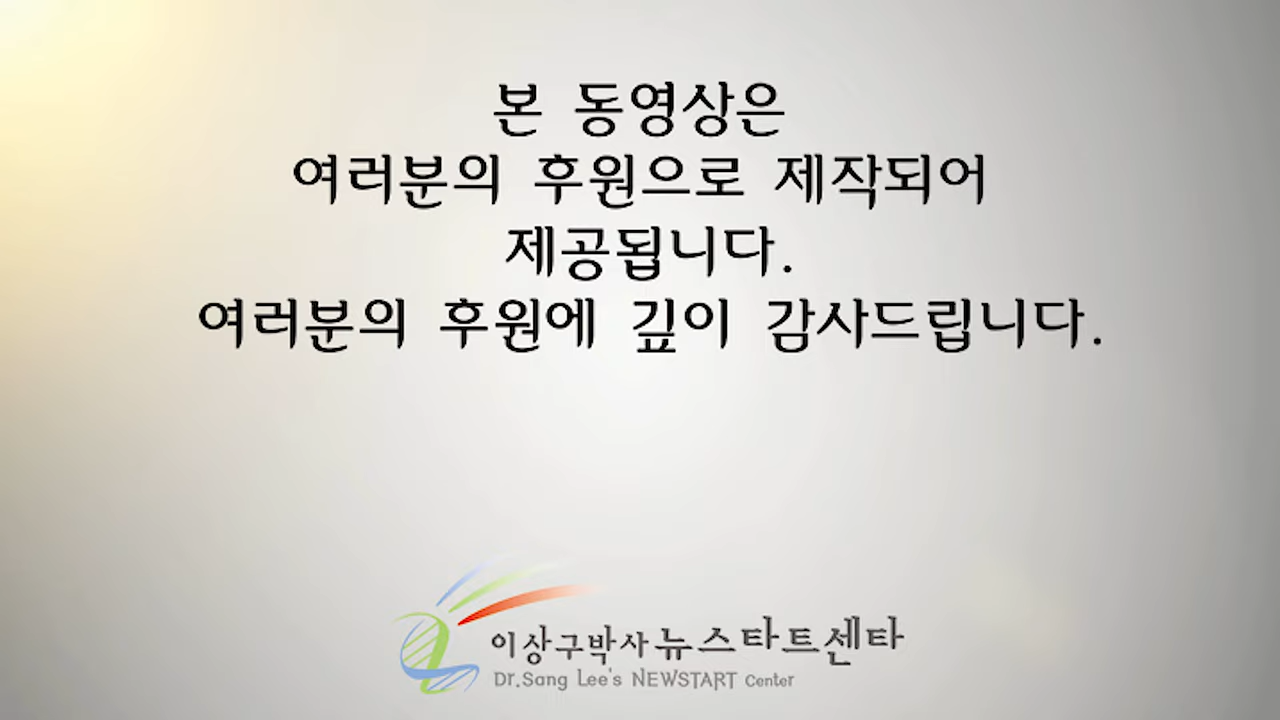 본 동영상은
여러분의 후원으로 제작되어
제공됩니다.
여러분의 후원에 깊이 감사드립니다.
이상구박사 뉴스타트센타
Dr.Sang Lee's NEWSTART Center